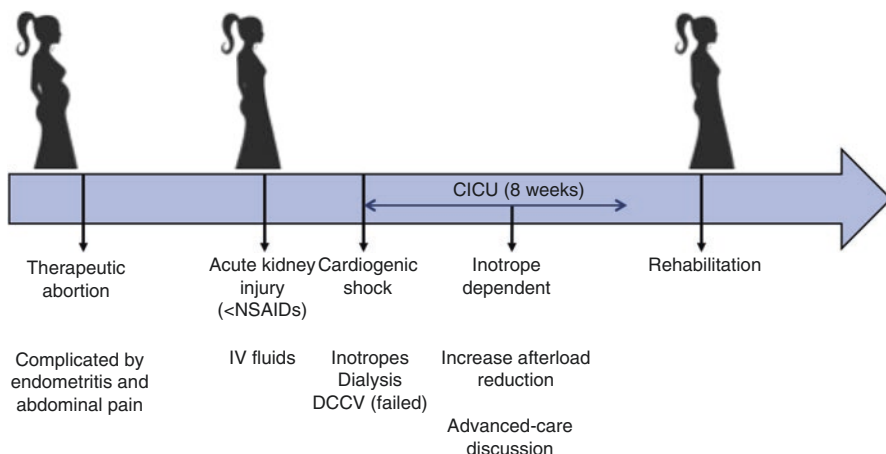 CICU (8 weeks)
Therapeutic
abortion
Complicated by
endometritis and
abdominal pain
Acute kidney
injury
(<NSAIDs)
IV fluids
Cardiogenic
shock
Inotropes
Dialysis
DCCV (failed)
Inotrope
dependent
Increase afterload
reduction
Advanced-care
discussion
Rehabilitation